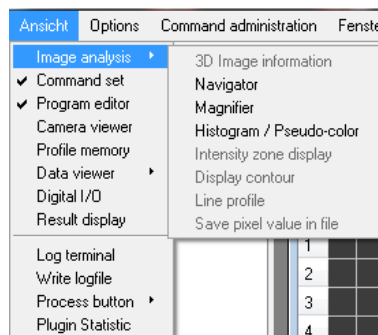 Ansicht Options Command administration Fenste
Image analysis
Command set
Program editor
Camera viewer
Profile memory
Data viewer
Digital I/O
Result display
Log terminal
Write logfile
Process button
Plugin Statistic
3D Image information
Navigator
Magnifier
Histogram / Pseudo-color
Intensity zone display
Display contour
Line profile
Save pixel value in file
1
2
3
4